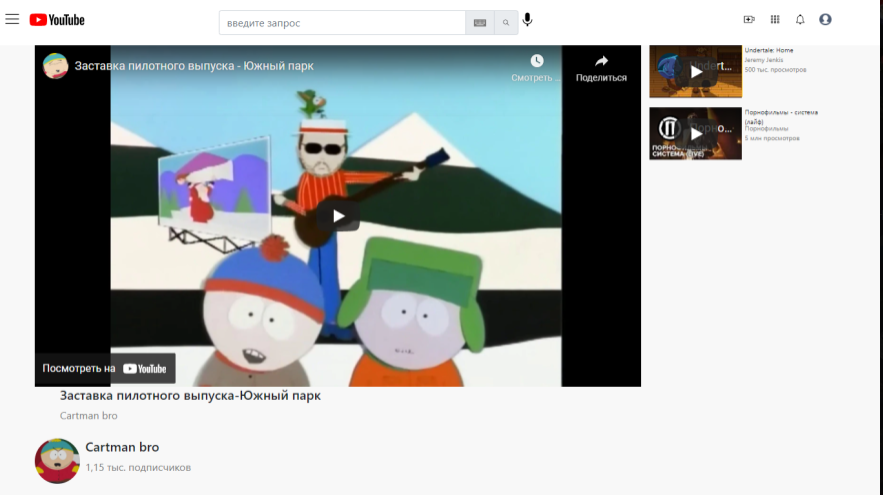 YouTube
введите запрос
Заставка пилотного выпуска - Южный парк
Смотреть ...
Поделиться
Посмотреть на YouTube
Заставка пилотного выпуска-Южный парк
Cartman bro
Cartman bro
1,15 тыс. подписчиков
Undertale: Home
Jeremy Jenkis
500 тыс. просмотров
Порнофильмы - система
(лайф)
Порнофильмы
5 млн просмотров
СИСТЕМА (LIVE)